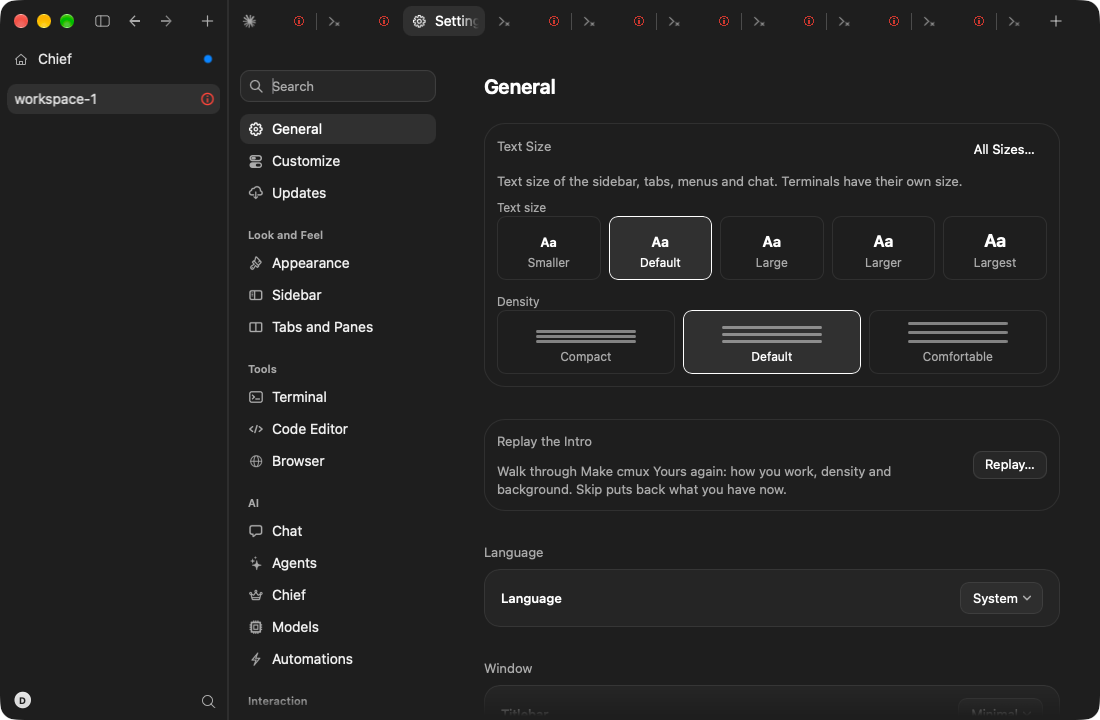 Setting
Chief
workspace-1
D
Search
General
Customize
Updates
Look and Feel
Appearance
Sidebar
Tabs and Panes
Tools
Terminal
Code Editor
Browser
AI
Chat
Agents
Chief
Models
Automations
Interaction
General
Text Size
All Sizes...
Text size of the sidebar, tabs, menus and chat. Terminals have their own size.
Text size
Aa Aa Aa Aa Aa
Smaller Default Large Larger Largest
Density
Compact Default Comfortable
Replay the Intro
Walk through Make cmux Yours again: how you work, density and
background. Skip puts back what you have now.
Replay...
Language
Language System
Window
Titlebar Minimal